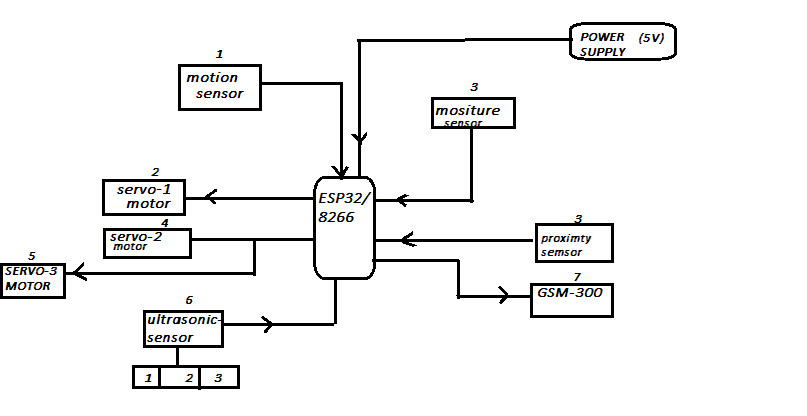 POWER (5V)
SUPPLY
1
motion
sensor
3
mositure
sensor
2
servo-1
motor
ESP32/
8266
4
servo-2
motor
3
proximty
semsor
5
SERVO-3
MOTOR
7
GSM-300
6
ultrasonic-
sensor
1 2 3